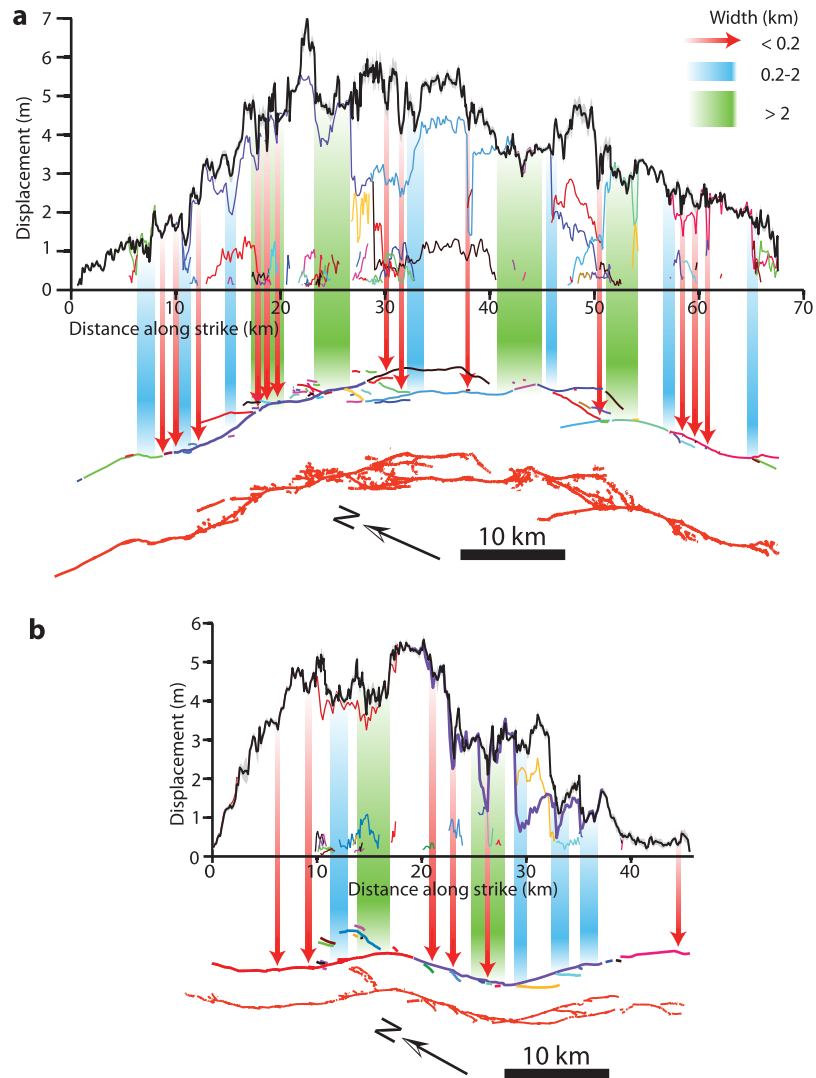 a
Width (km)
< 0.2
0.2-2
> 2
Displacement (m)
7
6
5
4
3
2
1
0
0 10 20 30 40 50 60 70
Distance along strike (km)
N
10 km
b
Displacement (m)
6
5
4
3
2
1
0
0 10 20 30 40
Distance along strike (km)
N
10 km